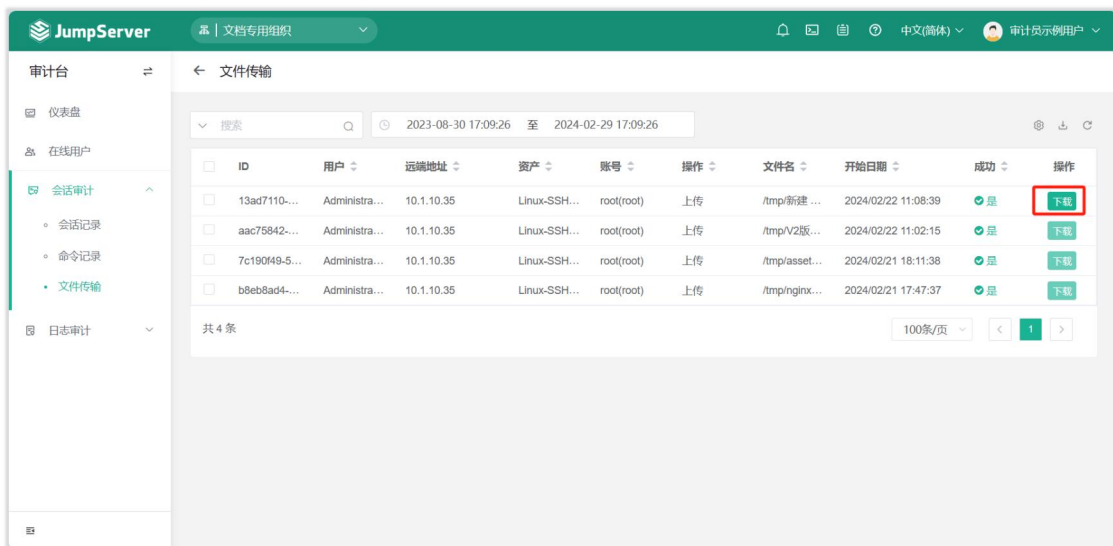 JumpServer 文档专用组织 中文(简体) 审计员示例用户
审计台 文件传输
仪表盘
在线用户
会话审计
会话记录
命令记录
文件传输
日志审计
搜索 2023-08-30 17:09:26 至 2024-02-29 17:09:26
ID 用户 远端地址 资产 账号 操作 文件名 开始日期 成功 操作
13ad7110-... Administra... 10.1.10.35 Linux-SSH... root(root) 上传 /tmp/新建 ... 2024/02/22 11:08:39 是 下载
aac75842-... Administra... 10.1.10.35 Linux-SSH... root(root) 上传 /tmp/V2版... 2024/02/22 11:02:15 是 下载
7c190f49-5... Administra... 10.1.10.35 Linux-SSH... root(root) 上传 /tmp/asset... 2024/02/21 18:11:38 是 下载
b8eb8ad4-... Administra... 10.1.10.35 Linux-SSH... root(root) 上传 /tmp/nginx... 2024/02/21 17:47:37 是 下载
共 4 条 100条/页 1